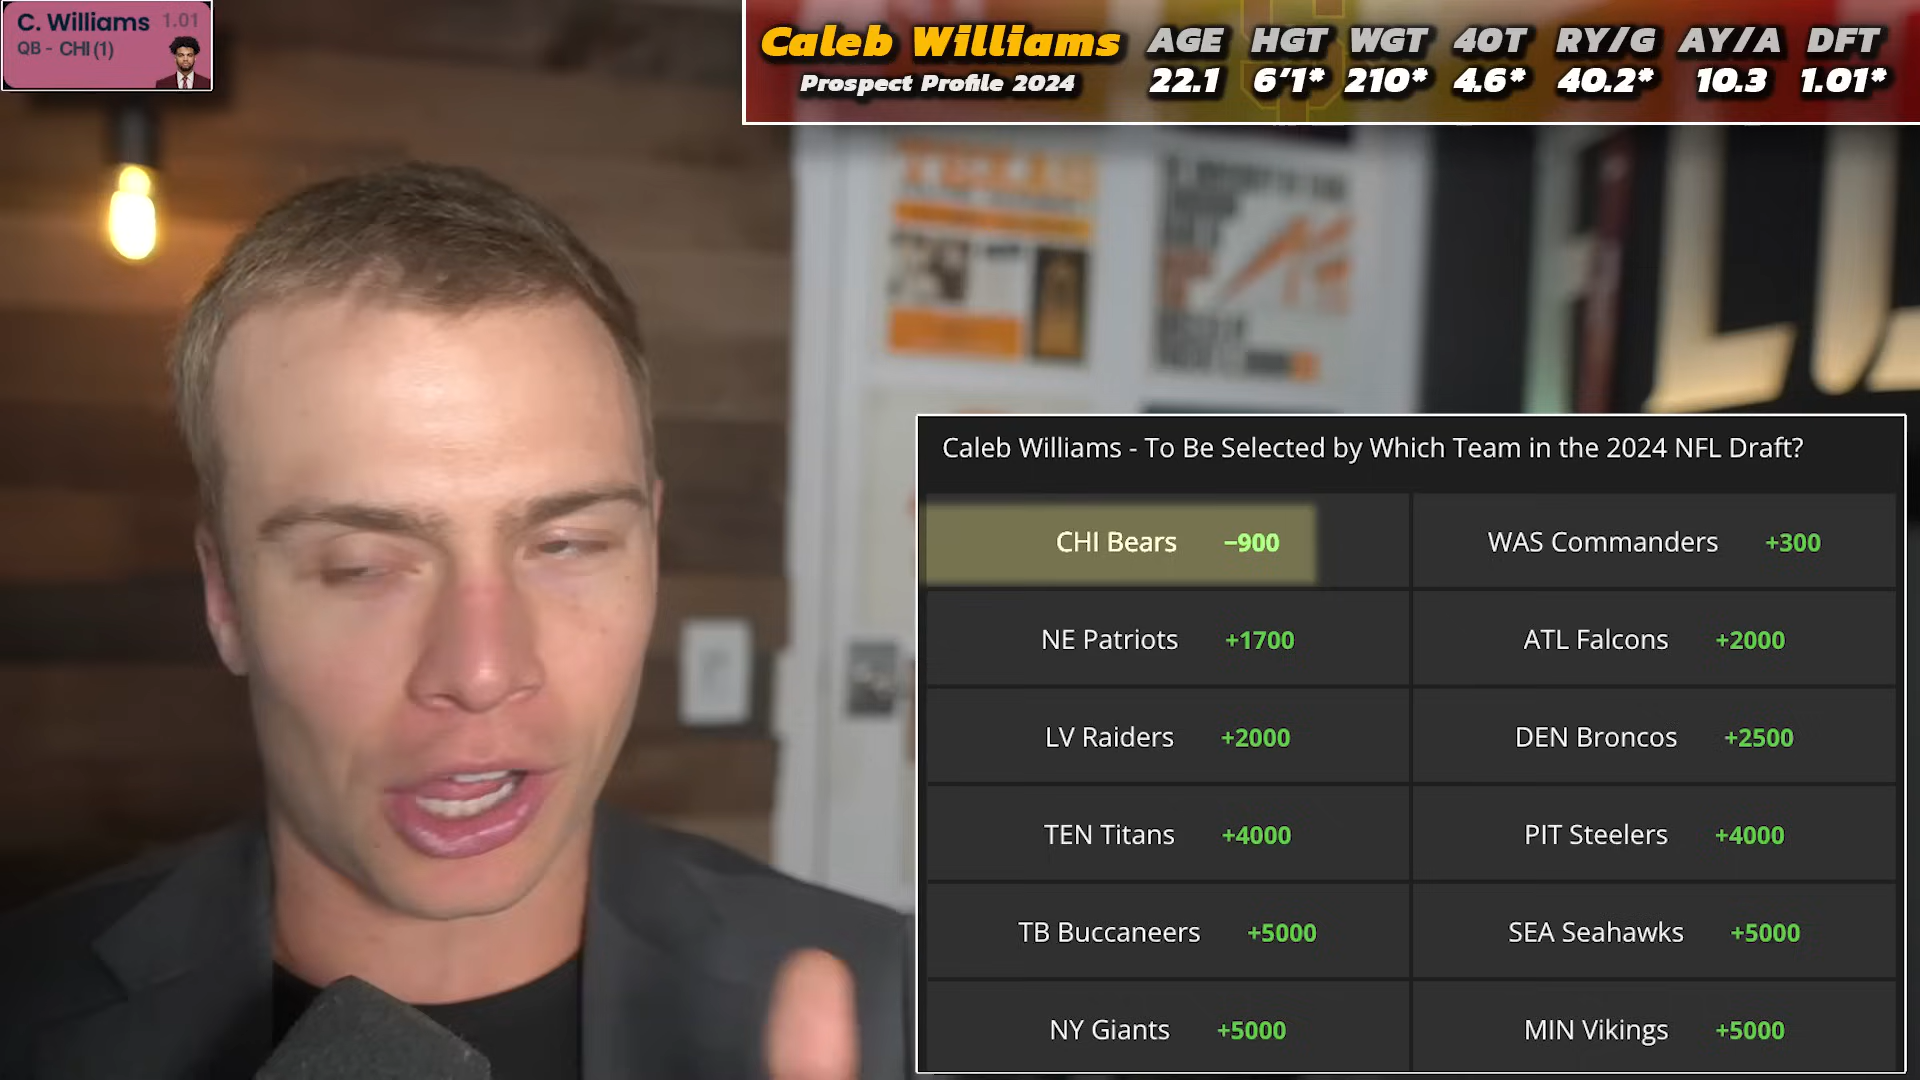 C. Williams 1.01
QB - CHI (1)
Caleb Williams
Prospect Profile 2024
AGE HGT WGT 40T RY/G AY/A DFT
22.1 6'1* 210* 4.6* 40.2* 10.3 1.01*
Caleb Williams - To Be Selected by Which Team in the 2024 NFL Draft?
CHI Bears −900 WAS Commanders +300
NE Patriots +1700 ATL Falcons +2000
LV Raiders +2000 DEN Broncos +2500
TEN Titans +4000 PIT Steelers +4000
TB Buccaneers +5000 SEA Seahawks +5000
NY Giants +5000 MIN Vikings +5000